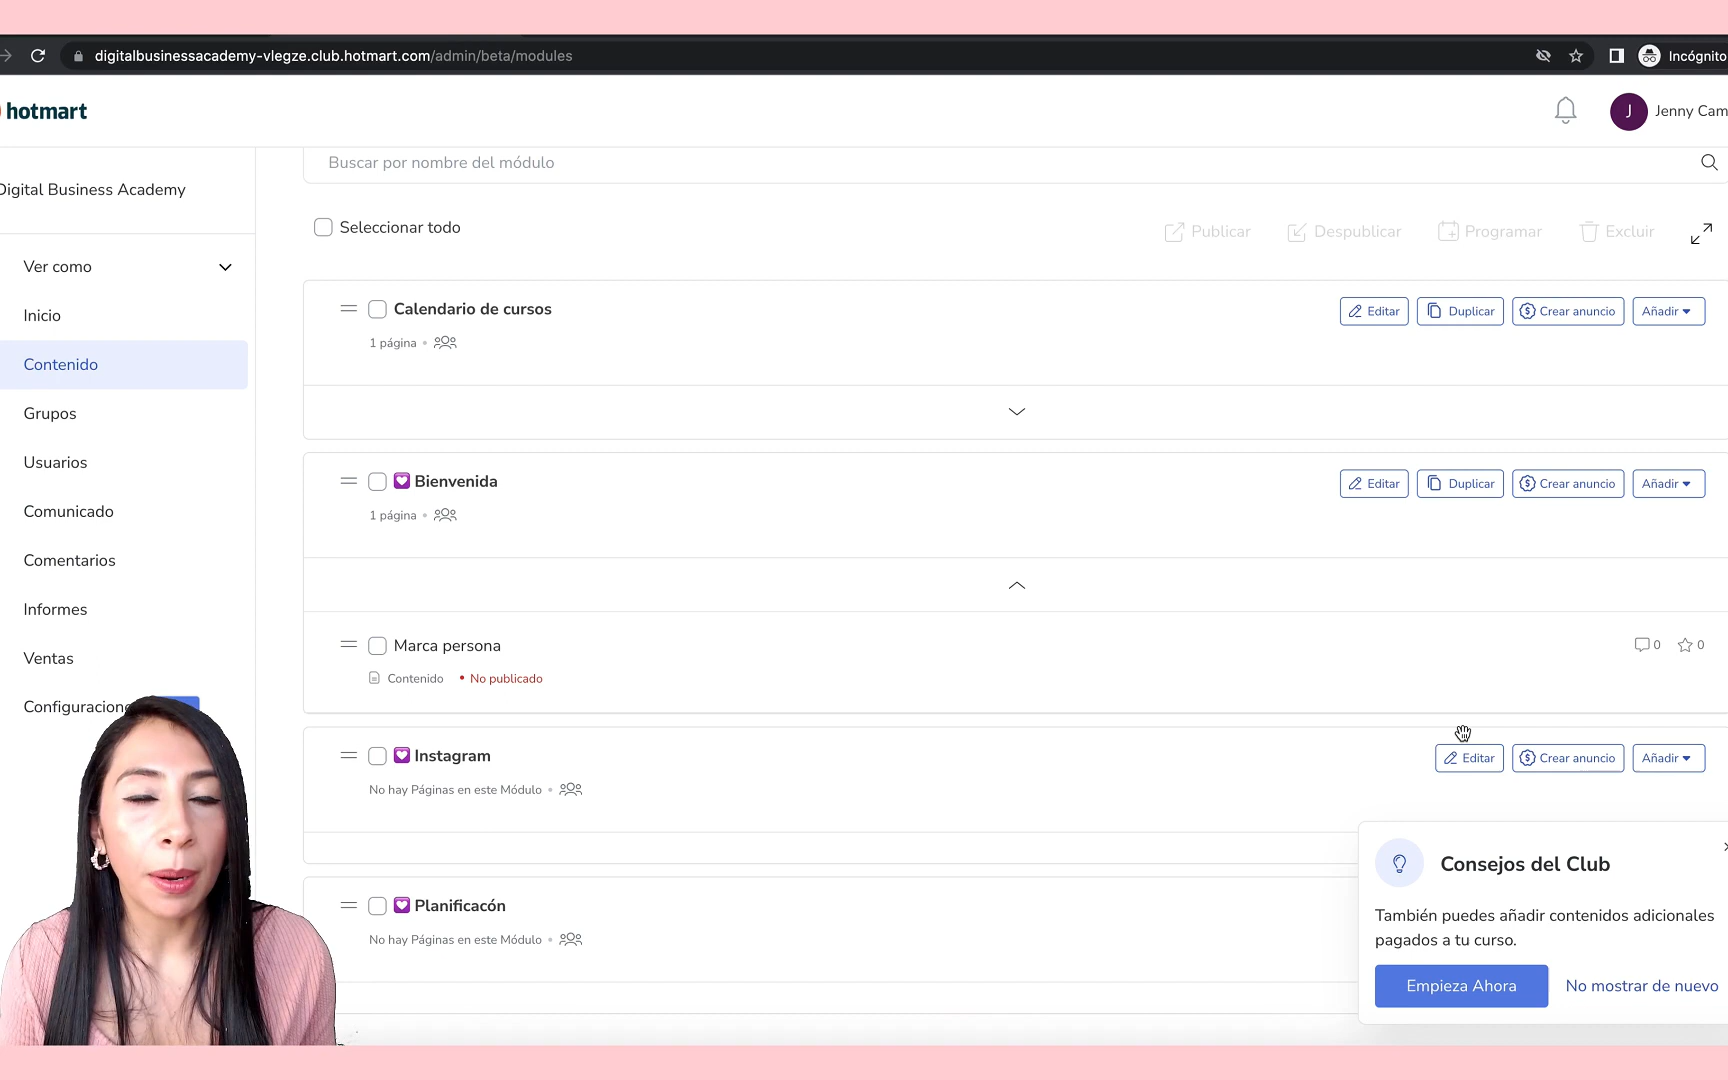 digitalbusinessacademy-vlegze.club.hotmart.com/admin/beta/modules
Incógnito
hotmart
J
Jenny Cam
Digital Business Academy
Buscar por nombre del módulo
Seleccionar todo
Publicar
Despublicar
Programar
Excluir
Ver como
Inicio
Contenido
Grupos
Usuarios
Comunicado
Comentarios
Informes
Ventas
Configuracione
Calendario de cursos
1 página •
Editar
Duplicar
Crear anuncio
Añadir
Bienvenida
1 página •
Editar
Duplicar
Crear anuncio
Añadir
Marca persona
Contenido • No publicado
0
0
Instagram
No hay Páginas en este Módulo •
Editar
Crear anuncio
Añadir
Planificacón
No hay Páginas en este Módulo •
Consejos del Club
También puedes añadir contenidos adicionales
pagados a tu curso.
Empieza Ahora
No mostrar de nuevo